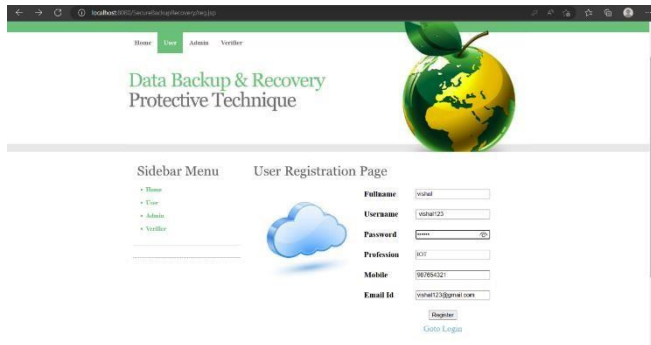 localhost:8080/SecureBackupRecovery/reg.jsp
Home User Admin Verifier
Data Backup & Recovery
Protective Technique
Sidebar Menu
• Home
• User
• Admin
• Verifier
User Registration Page
Fullname vishal
Username vishal123
Password ••••••
Profession IOT
Mobile 987654321
Email Id vishal123@gmail.com
Register
Goto Login